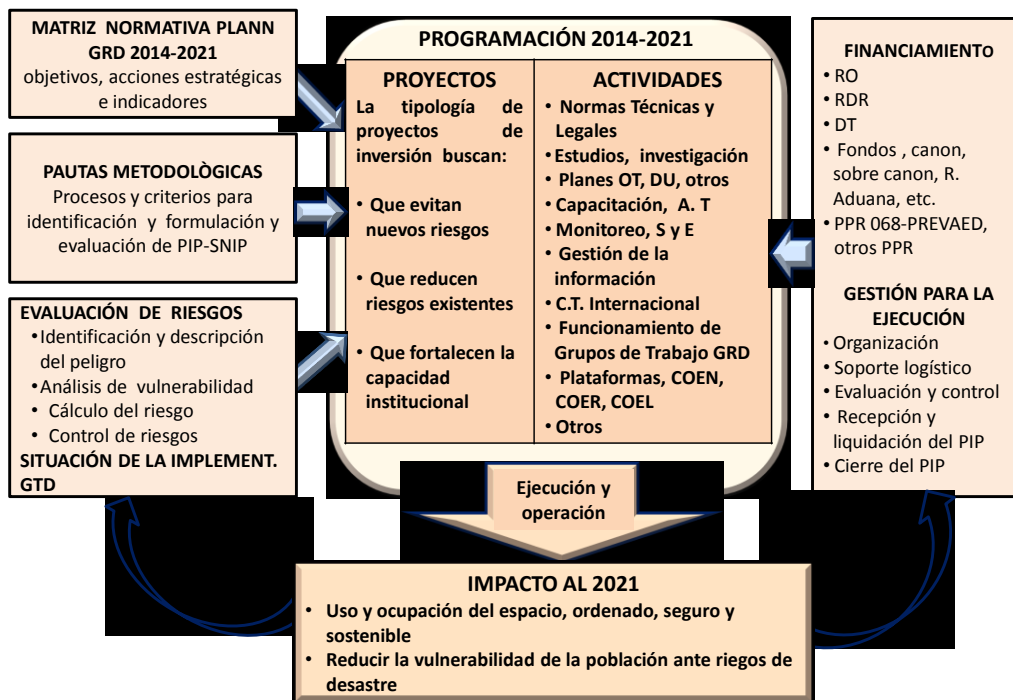 MATRIZ NORMATIVA PLANN
GRD 2014-2021
objetivos, acciones estratégicas
e indicadores
PAUTAS METODOLÒGICAS
Procesos y criterios para
identificación y formulación y
evaluación de PIP-SNIP
EVALUACIÓN DE RIESGOS
•Identificación y descripción
del peligro
•Análisis de vulnerabilidad
• Cálculo del riesgo
• Control de riesgos
SITUACIÓN DE LA IMPLEMENT.
GTD
PROGRAMACIÓN 2014-2021
PROYECTOS
La tipología de
proyectos de
inversión buscan:
• Que evitan
nuevos riesgos
• Que reducen
riesgos existentes
• Que fortalecen la
capacidad
institucional
ACTIVIDADES
• Normas Técnicas y
Legales
• Estudios, investigación
• Planes OT, DU, otros
• Capacitación, A. T
• Monitoreo, S y E
• Gestión de la
información
• C.T. Internacional
• Funcionamiento de
Grupos de Trabajo GRD
• Plataformas, COEN,
COER, COEL
• Otros
FINANCIAMIENTO
• RO
• RDR
• DT
• Fondos , canon,
sobre canon, R.
Aduana, etc.
• PPR 068-PREVAED,
otros PPR
GESTIÓN PARA LA
EJECUCIÓN
• Organización
• Soporte logístico
• Evaluación y control
• Recepción y
liquidación del PIP
• Cierre del PIP
Ejecución y
operación
IMPACTO AL 2021
• Uso y ocupación del espacio, ordenado, seguro y
sostenible
• Reducir la vulnerabilidad de la población ante riegos de
desastre